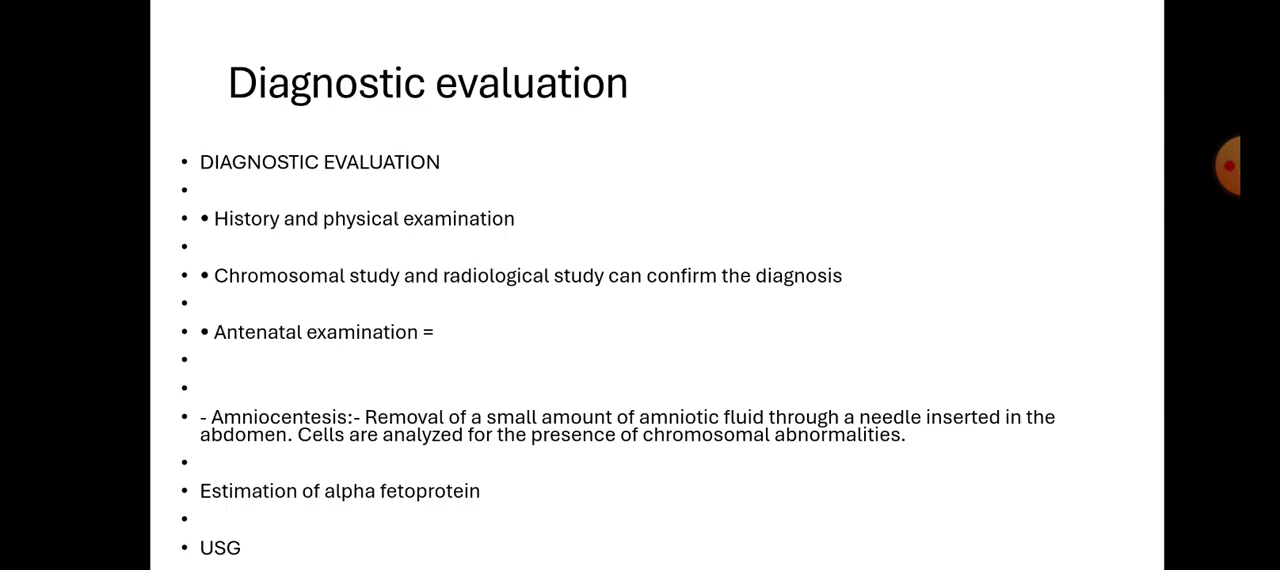 Diagnostic evaluation
• DIAGNOSTIC EVALUATION
•
• • History and physical examination
•
• • Chromosomal study and radiological study can confirm the diagnosis
•
• • Antenatal examination =
•
•
• - Amniocentesis:- Removal of a small amount of amniotic fluid through a needle inserted in the
abdomen. Cells are analyzed for the presence of chromosomal abnormalities.
•
• Estimation of alpha fetoprotein
•
• USG